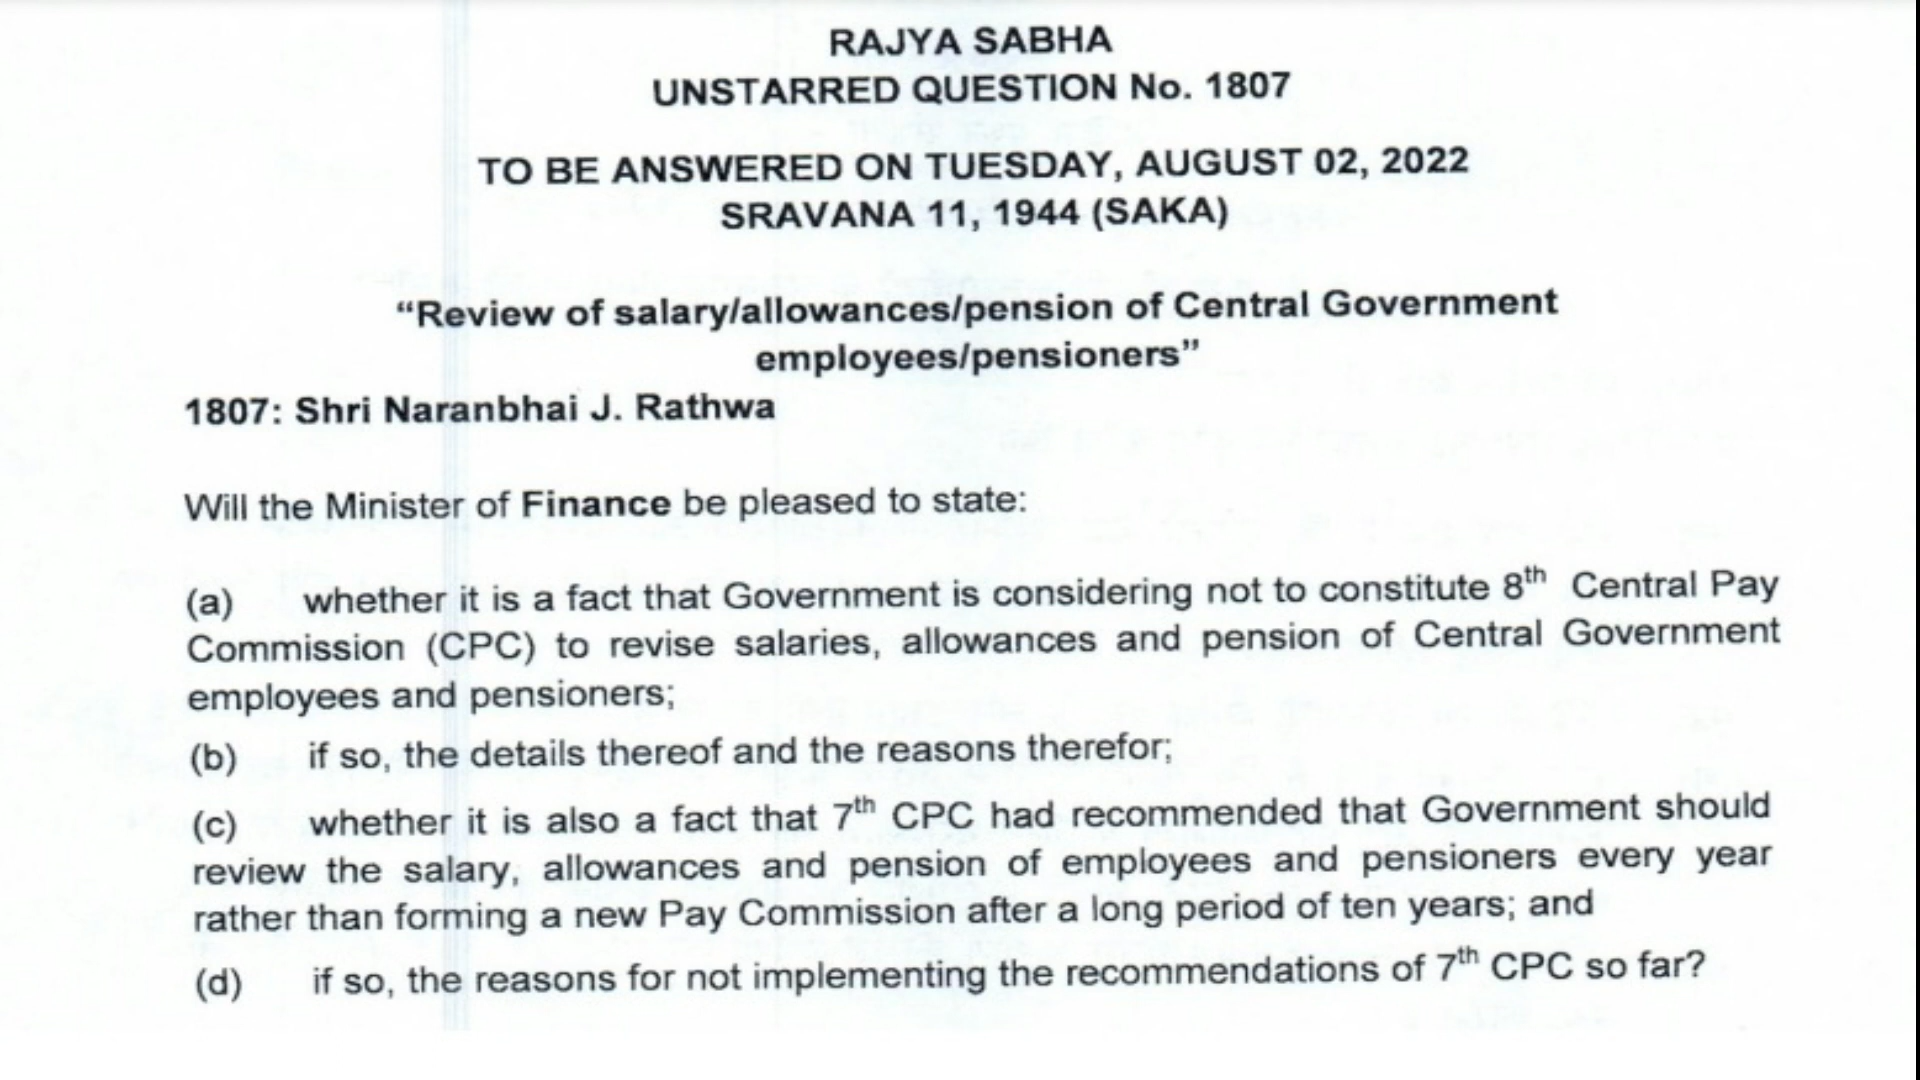 RAJYA SABHA
UNSTARRED QUESTION No. 1807
TO BE ANSWERED ON TUESDAY, AUGUST 02, 2022
SRAVANA 11, 1944 (SAKA)
“Review of salary/allowances/pension of Central Government
employees/pensioners”
1807: Shri Naranbhai J. Rathwa
Will the Minister of Finance be pleased to state:
(a) whether it is a fact that Government is considering not to constitute 8th Central Pay
Commission (CPC) to revise salaries, allowances and pension of Central Government
employees and pensioners;
(b) if so, the details thereof and the reasons therefor;
(c) whether it is also a fact that 7th CPC had recommended that Government should
review the salary, allowances and pension of employees and pensioners every year
rather than forming a new Pay Commission after a long period of ten years; and
(d) if so, the reasons for not implementing the recommendations of 7th CPC so far?